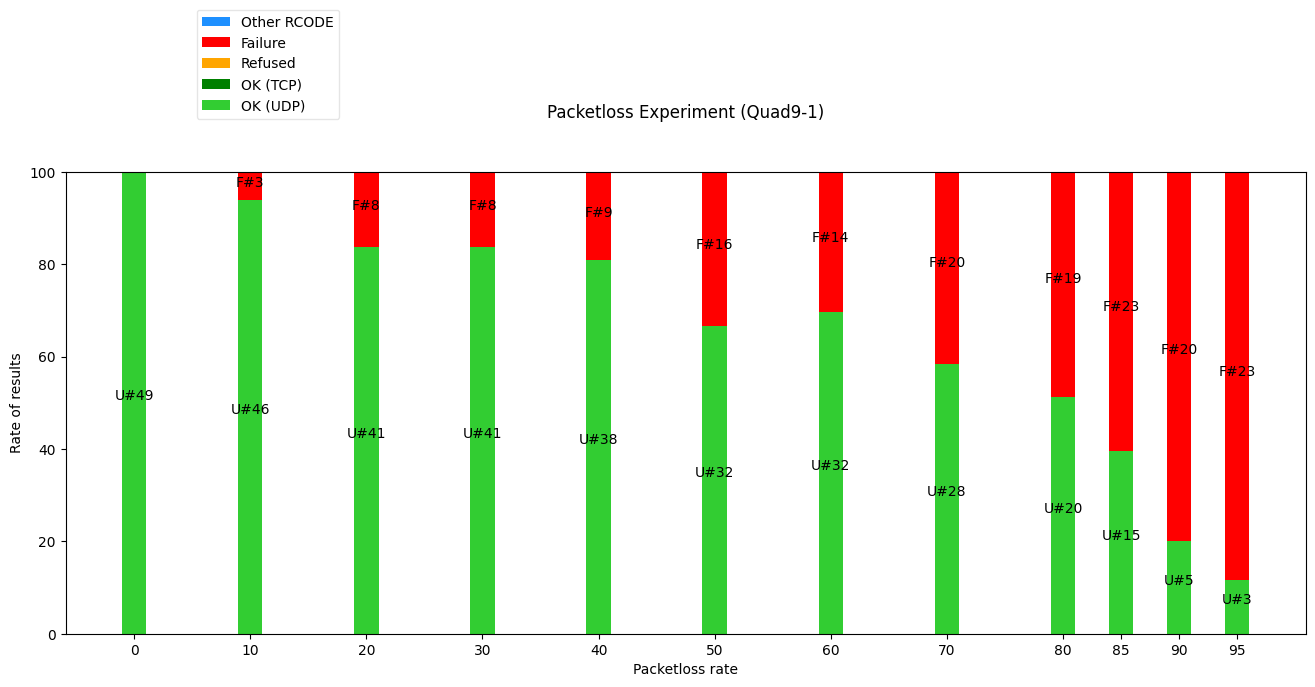 Other RCODE
Failure
Refused
OK (TCP)
OK (UDP)
Packetloss Experiment (Quad9-1)
Rate of results
100
80
60
40
20
0
F#3
F#8
F#8
F#9
F#16
F#14
F#20
F#19
F#23
F#20
F#23
U#49
U#46
U#41
U#41
U#38
U#32
U#32
U#28
U#20
U#15
U#5
U#3
0 10 20 30 40 50 60 70 80 85 90 95
Packetloss rate